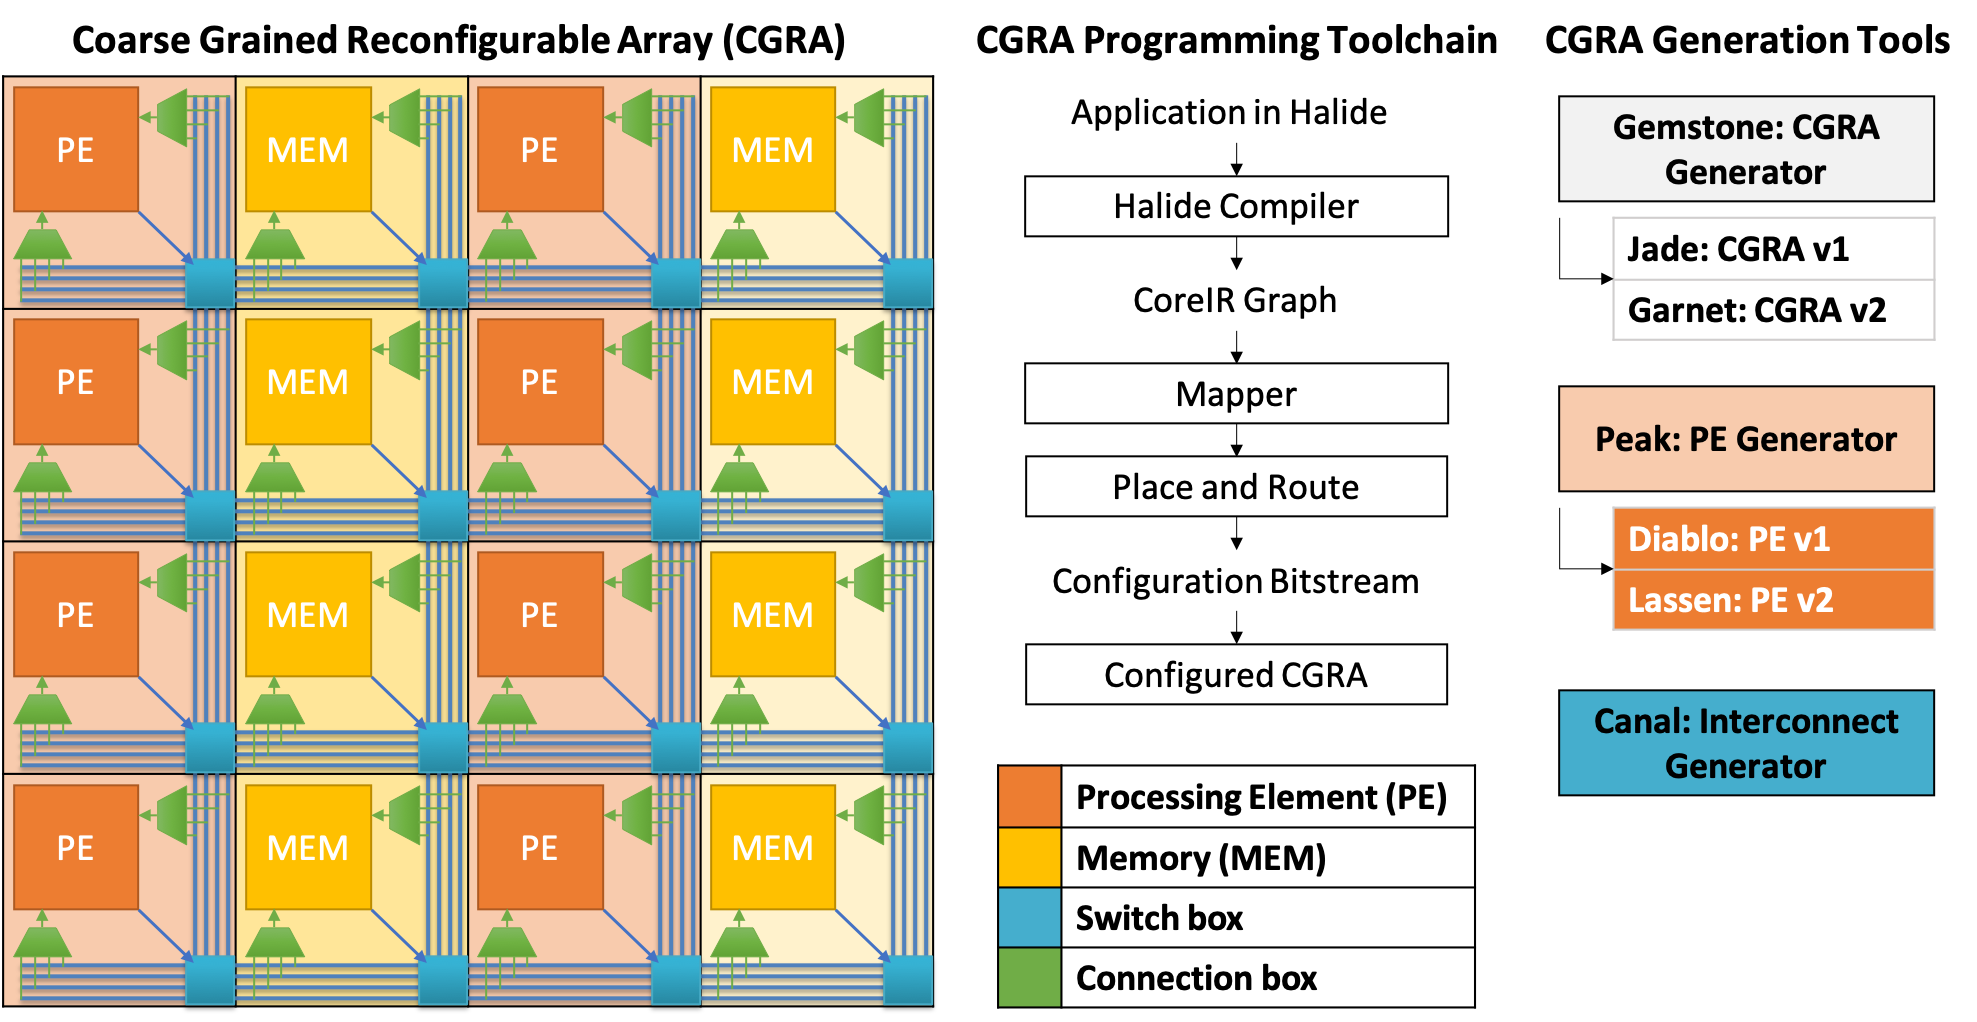 Coarse Grained Reconfigurable Array (CGRA)
PE MEM PE MEM
PE MEM PE MEM
PE MEM PE MEM
PE MEM PE MEM
CGRA Programming Toolchain
Application in Halide
Halide Compiler
CoreIR Graph
Mapper
Place and Route
Configuration Bitstream
Configured CGRA
Processing Element (PE)
Memory (MEM)
Switch box
Connection box
CGRA Generation Tools
Gemstone: CGRA
Generator
Jade: CGRA v1
Garnet: CGRA v2
Peak: PE Generator
Diablo: PE v1
Lassen: PE v2
Canal: Interconnect
Generator